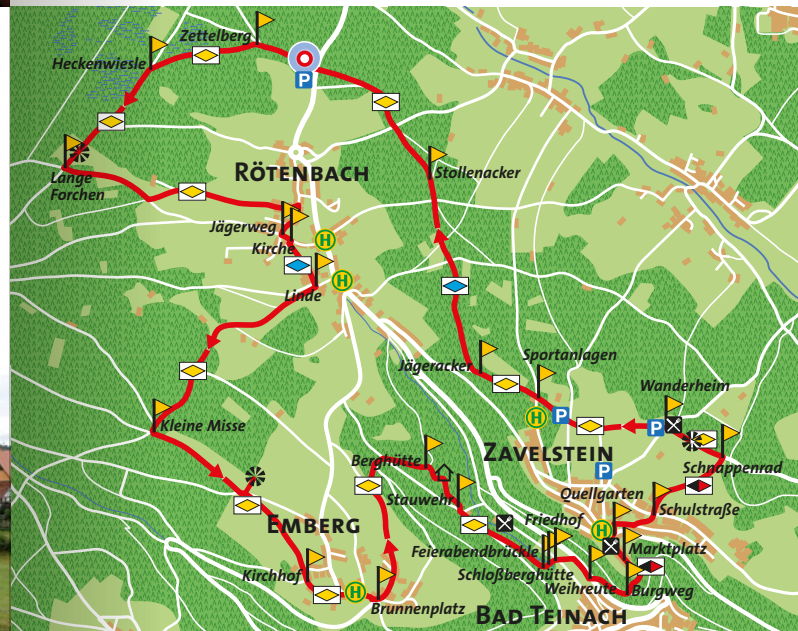 Zettelberg
Heckenwiesle
P
Lange
Forchen
RÖTENBACH
Stollenacker
Jägerweg
Kirche
H
H
Linde
Jägeracker
Sportanlagen
Wanderheim
H
P
P
Kleine Misse
ZAVELSTEIN
Schnappenrad
Berghütte
P
Stauwehr
Quellgarten
Schulstraße
EMBERG
Friedhof
H
Feierabendbrückle
Marktplatz
Schloßberghütte
Kirchhof
Weihreute
Burgweg
H
Brunnenplatz
BAD TEINACH